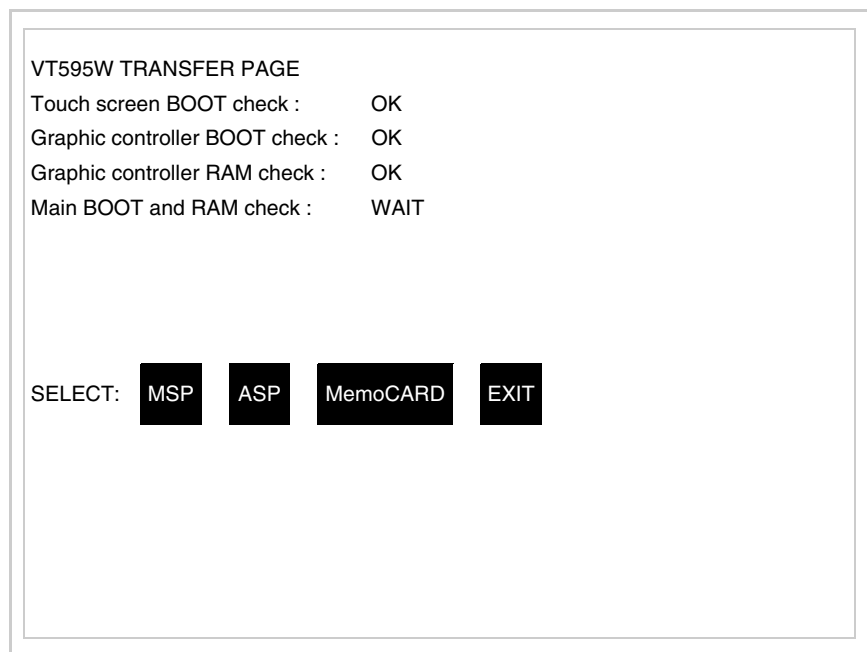 VT595W TRANSFER PAGE
Touch screen BOOT check : OK
Graphic controller BOOT check : OK
Graphic controller RAM check : OK
Main BOOT and RAM check : WAIT
SELECT: MSP ASP MemoCARD EXIT